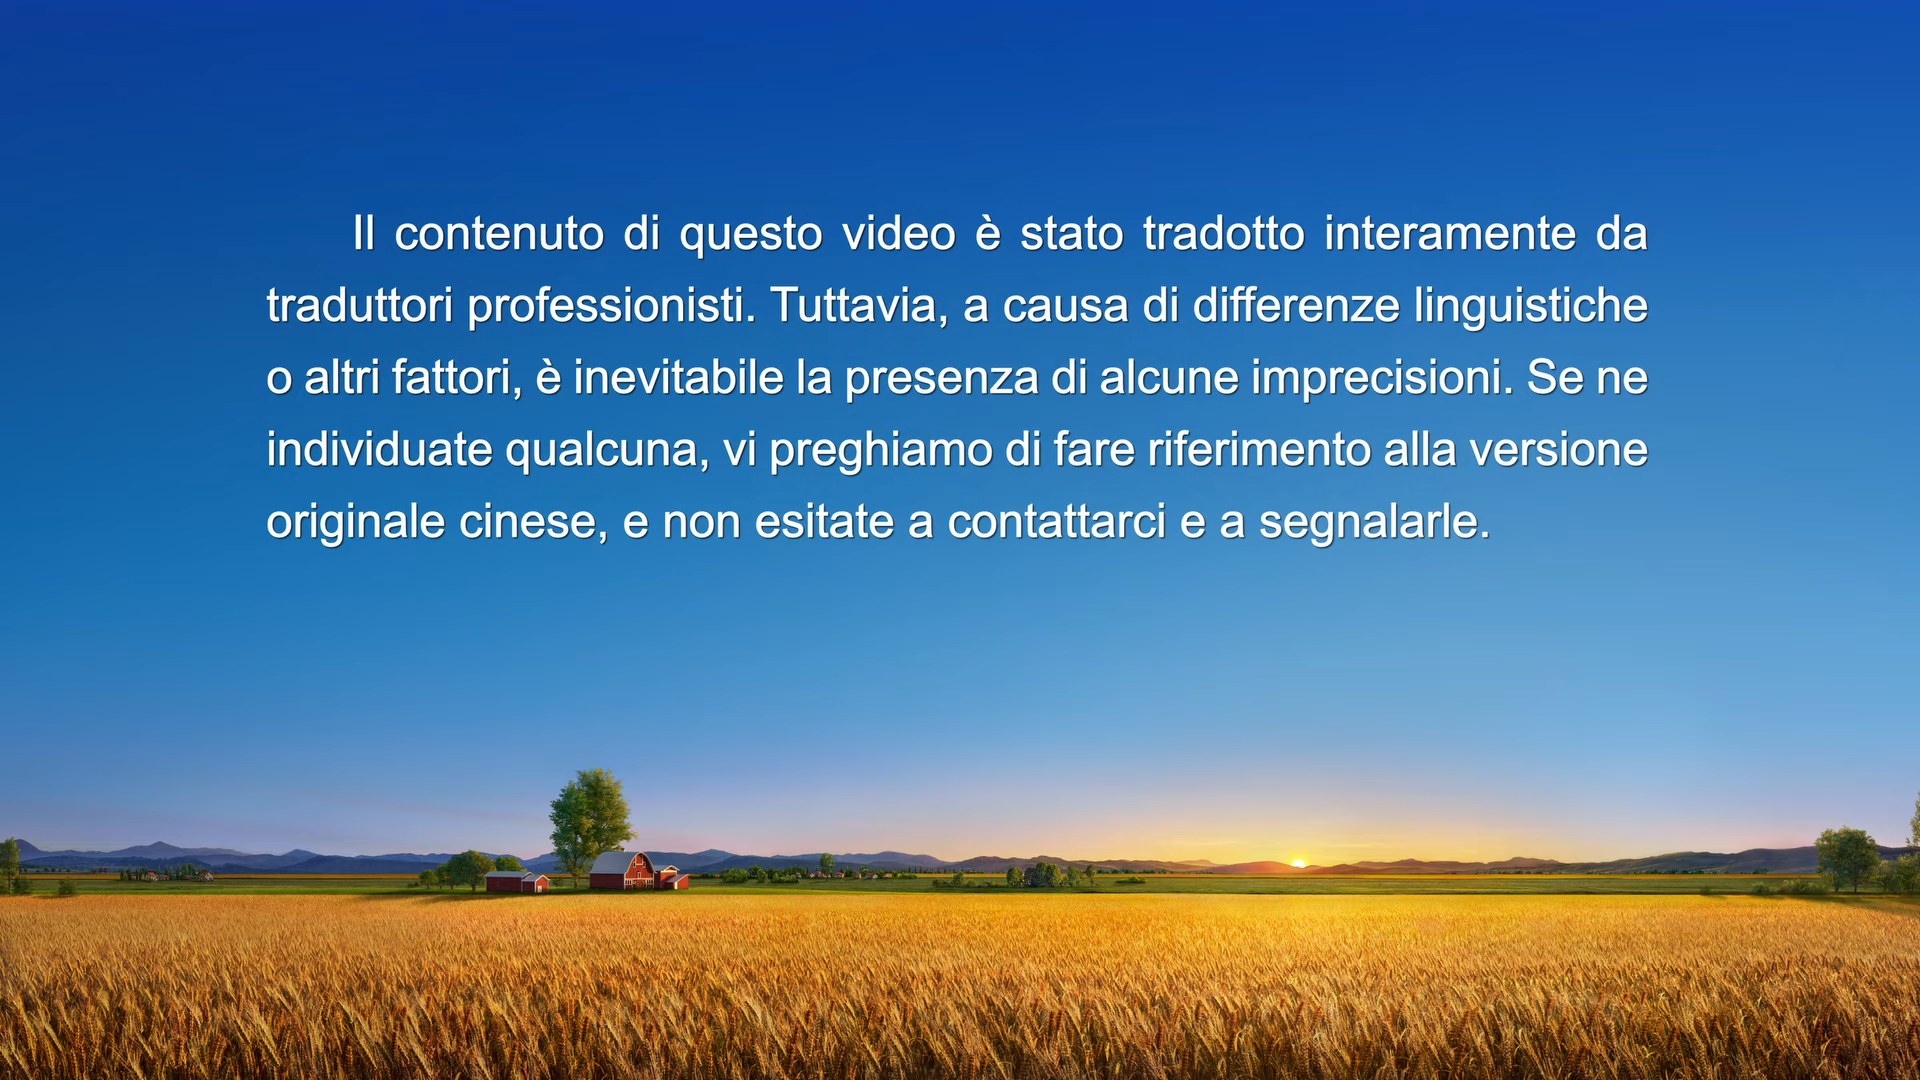 Il contenuto di questo video è stato tradotto interamente da
traduttori professionisti. Tuttavia, a causa di differenze linguistiche
o altri fattori, è inevitabile la presenza di alcune imprecisioni. Se ne
individuate qualcuna, vi preghiamo di fare riferimento alla versione
originale cinese, e non esitate a contattarci e a segnalarle.